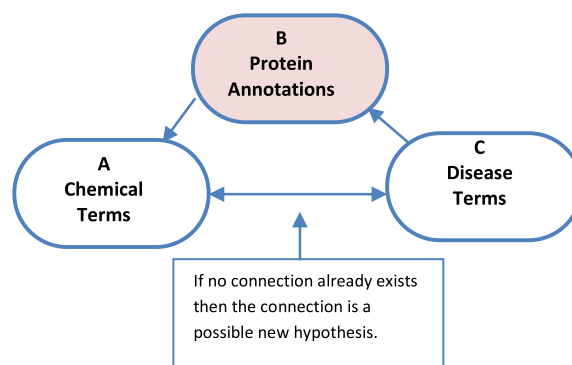 B
Protein
Annotations
A
Chemical
Terms
C
Disease
Terms
If no connection already exists
then the connection is a
possible new hypothesis.